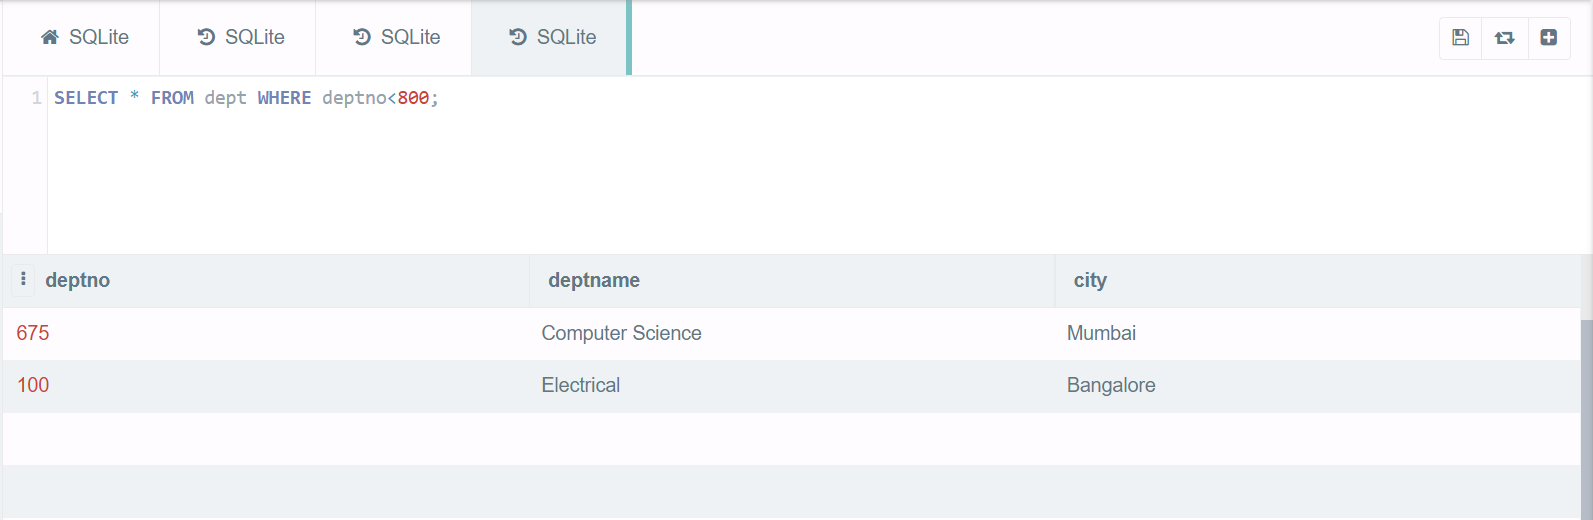 SQLite SQLite SQLite SQLite
1 SELECT * FROM dept WHERE deptno<800;
deptno deptname city
675 Computer Science Mumbai
100 Electrical Bangalore